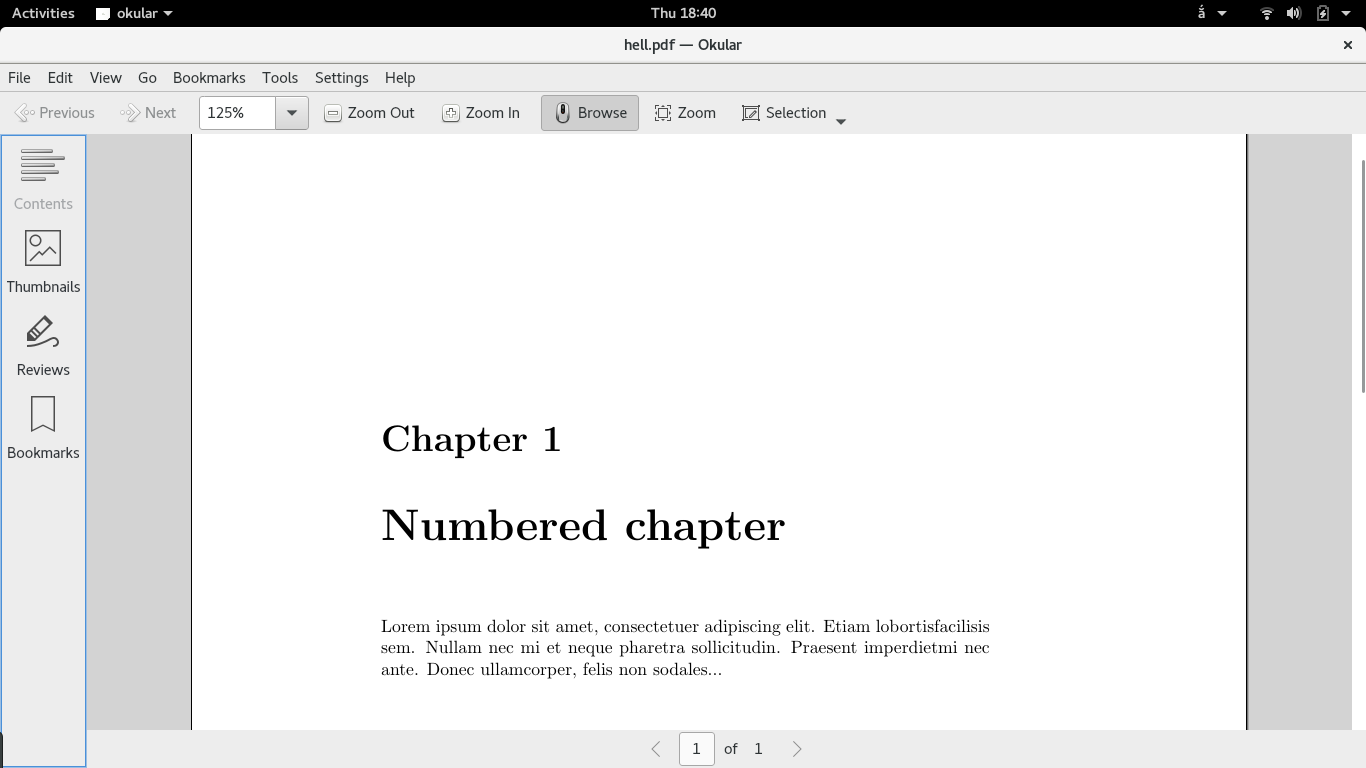 Activities okular Thu 18:40 ắ
hell.pdf — Okular
File Edit View Go Bookmarks Tools Settings Help
Previous Next 125% Zoom Out Zoom In Browse Zoom Selection
Contents
Thumbnails
Reviews
Bookmarks
Chapter 1
Numbered chapter
Lorem ipsum dolor sit amet, consectetuer adipiscing elit. Etiam lobortisfacilisis
sem. Nullam nec mi et neque pharetra sollicitudin. Praesent imperdietmi nec
ante. Donec ullamcorper, felis non sodales...
1 of 1